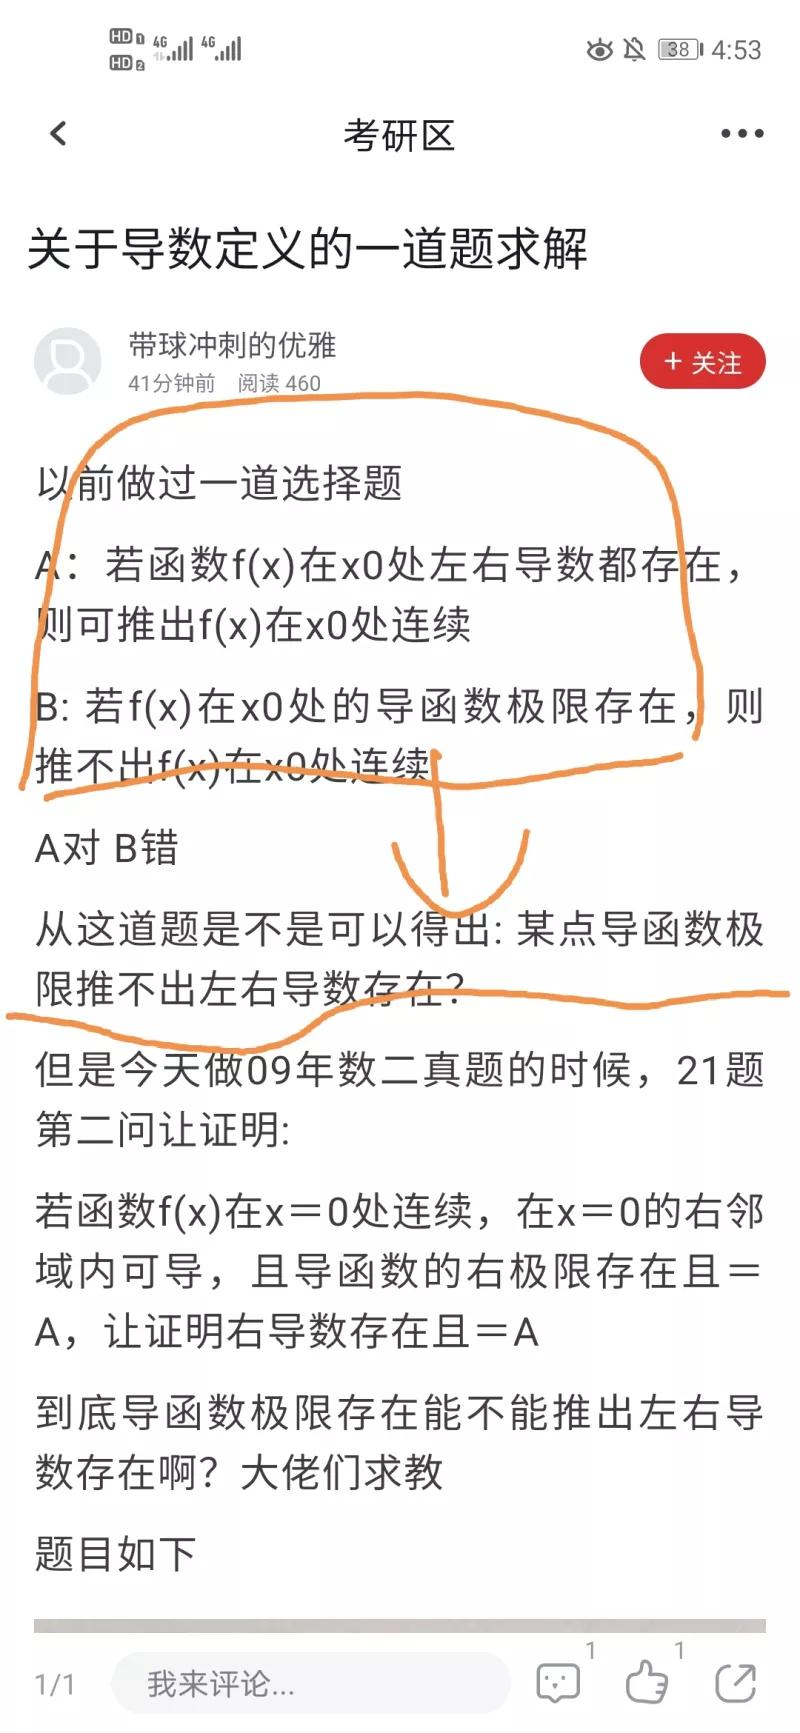 HD 1 4G 4G 38 4:53
HD 2
考研区
关于导数定义的一道题求解
带球冲刺的优雅
41分钟前 阅读 460
+ 关注
以前做过一道选择题
A：若函数f(x)在x0处左右导数都存在，
则可推出f(x)在x0处连续
B: 若f(x)在x0处的导函数极限存在，则
推不出f(x)在x0处连续
A对 B错
从这道题是不是可以得出: 某点导函数极
限推不出左右导数存在？
但是今天做09年数二真题的时候，21题
第二问让证明:
若函数f(x)在x＝0处连续，在x＝0的右邻
域内可导，且导函数的右极限存在且＝
A，让证明右导数存在且＝A
到底导函数极限存在能不能推出左右导
数存在啊？大佬们求教
题目如下
1/1 我来评论... 1 1